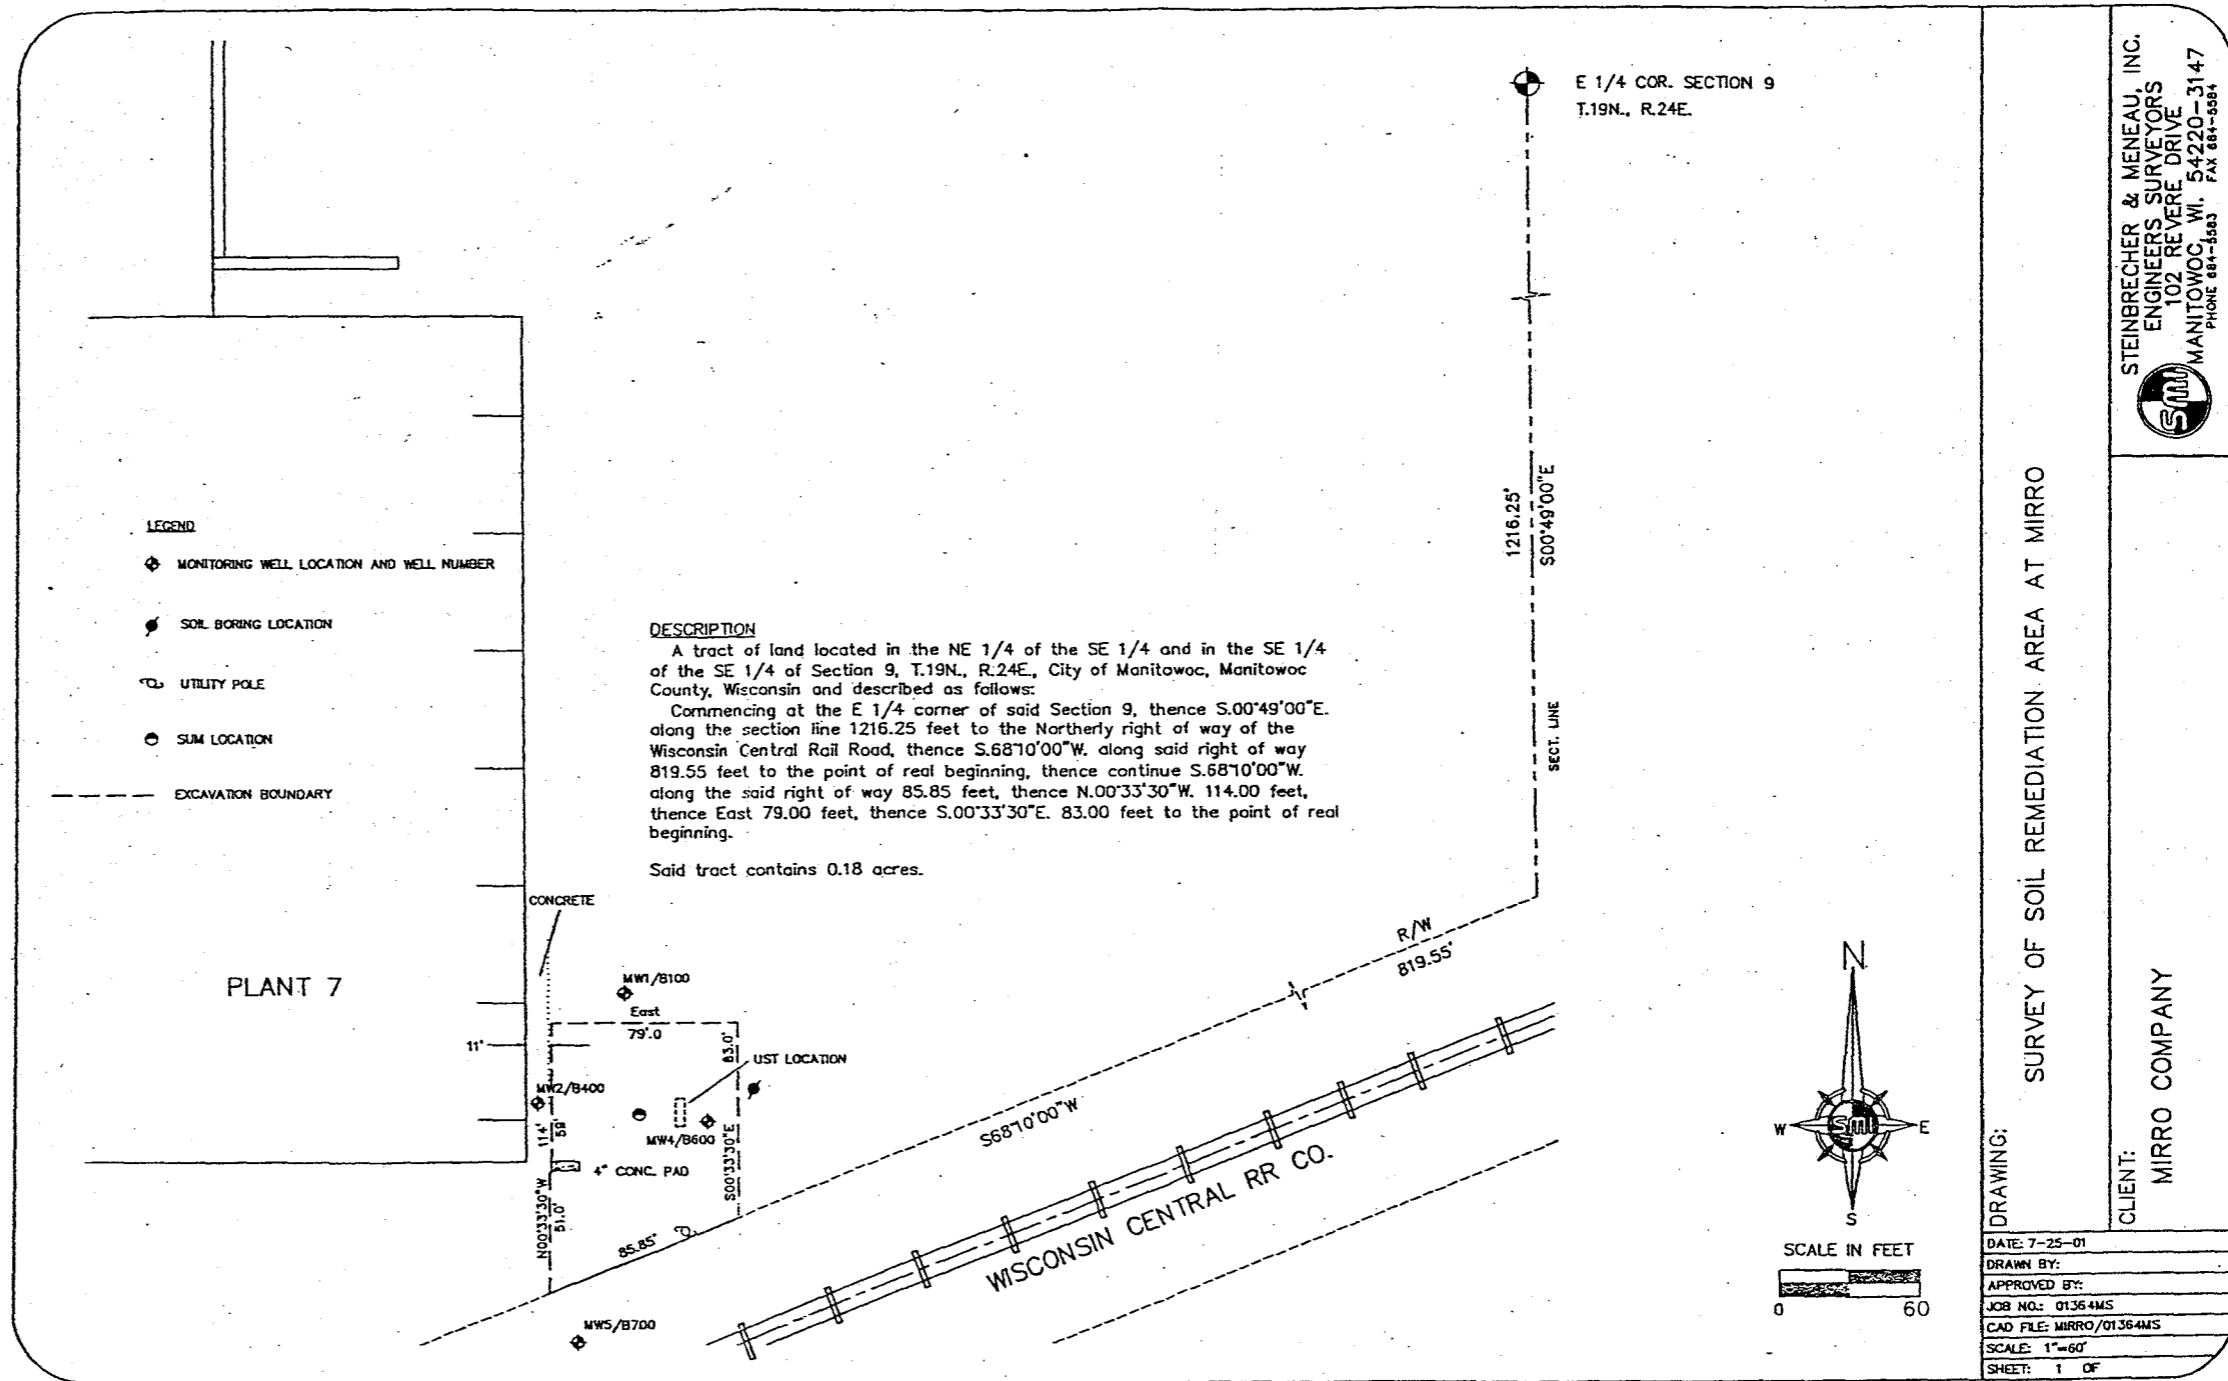 E 1/4 COR. SECTION 9
T.19N., R.24E.
1216.25'
S00°49'00"E
SECT. LINE
LEGEND
MONITORING WELL LOCATION AND WELL NUMBER
SOIL BORING LOCATION
UTILITY POLE
SUM LOCATION
EXCAVATION BOUNDARY
DESCRIPTION
A tract of land located in the NE 1/4 of the SE 1/4 and in the SE 1/4
of the SE 1/4 of Section 9, T.19N., R.24E., City of Manitowoc, Manitowoc
County, Wisconsin and described as follows:
Commencing at the E 1/4 corner of said Section 9, thence S.00°49'00"E.
along the section line 1216.25 feet to the Northerly right of way of the
Wisconsin Central Rail Road, thence S.68°10'00"W. along said right of way
819.55 feet to the point of real beginning, thence continue S.68°10'00"W.
along the said right of way 85.85 feet, thence N.00°33'30"W. 114.00 feet,
thence East 79.00 feet, thence S.00°33'30"E. 83.00 feet to the point of real
beginning.
Said tract contains 0.18 acres.
CONCRETE
PLANT 7
MW1/B100
East
79'.0
83.0'
11'
UST LOCATION
MW2/B400
MW4/B600
114'
59'
4" CONC. PAD
S00°33'30"E
N00°33'30"W
51.0'
85.85'
MW5/B700
R/W
819.55'
S68°10'00"W
WISCONSIN CENTRAL RR CO.
N
W
smi
E
S
SCALE IN FEET
0 60
STEINBRECHER & MENEAU, INC.
ENGINEERS SURVEYORS
102 REVERE DRIVE
MANITOWOC, WI. 54220-3147
PHONE 684-5583 FAX 684-5584
smi
DRAWING:
SURVEY OF SOIL REMEDIATION AREA AT MIRRO
CLIENT:
MIRRO COMPANY
DATE: 7-25-01
DRAWN BY:
APPROVED BY:
JOB NO.: 01364MS
CAD FILE: MIRRO/01364MS
SCALE: 1"=60'
SHEET: 1 OF